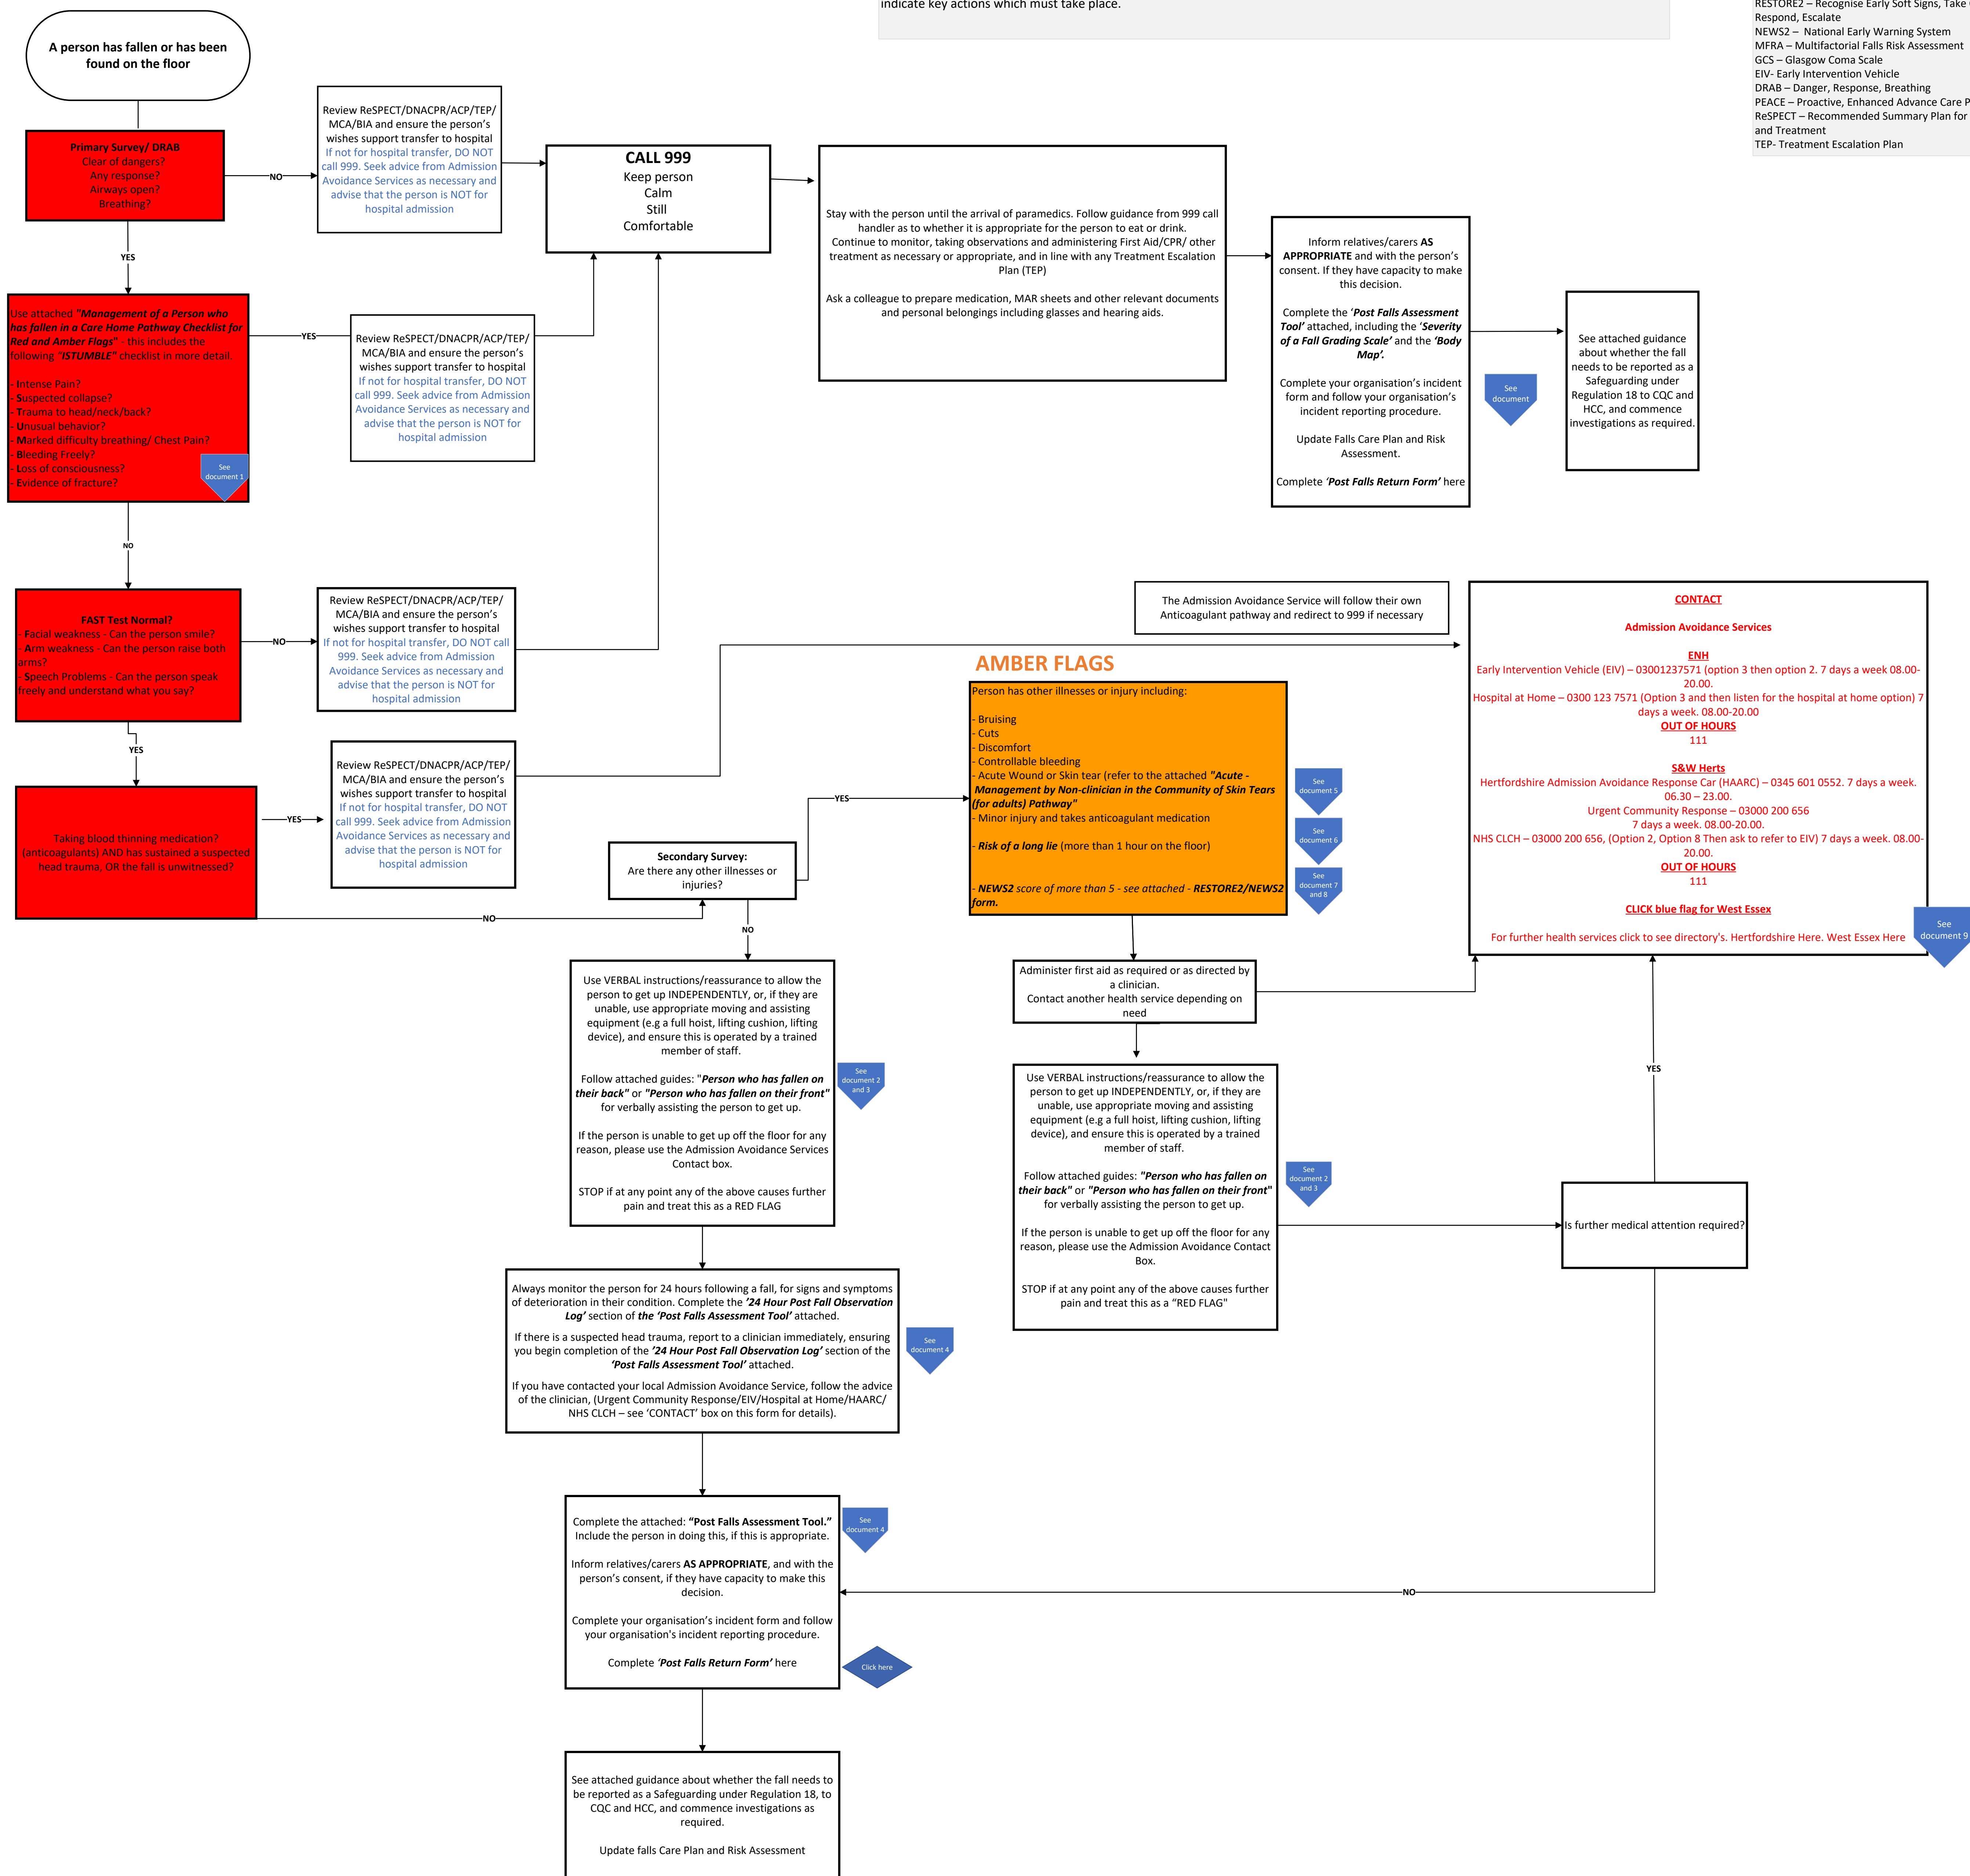 indicate key actions which must take place.
RESTORE2 – Recognise Early Soft Signs, Take
Respond, Escalate
NEWS2 – National Early Warning System
MFRA – Multifactorial Falls Risk Assessment
GCS – Glasgow Coma Scale
EIV- Early Intervention Vehicle
DRAB – Danger, Response, Breathing
PEACE – Proactive, Enhanced Advance Care
ReSPECT – Recommended Summary Plan for
and Treatment
TEP- Treatment Escalation Plan
A person has fallen or has been
found on the floor
Primary Survey/ DRAB
Clear of dangers?
Any response?
Airways open?
Breathing?
NO
Review ReSPECT/DNACPR/ACP/TEP/
MCA/BIA and ensure the person's
wishes support transfer to hospital
If not for hospital transfer, DO NOT
call 999. Seek advice from Admission
Avoidance Services as necessary and
advise that the person is NOT for
hospital admission
CALL 999
Keep person
Calm
Still
Comfortable
Stay with the person until the arrival of paramedics. Follow guidance from 999 call
handler as to whether it is appropriate for the person to eat or drink.
Continue to monitor, taking observations and administering First Aid/CPR/ other
treatment as necessary or appropriate, and in line with any Treatment Escalation
Plan (TEP)
Ask a colleague to prepare medication, MAR sheets and other relevant documents
and personal belongings including glasses and hearing aids.
Inform relatives/carers AS
APPROPRIATE and with the person's
consent. If they have capacity to make
this decision.
Complete the 'Post Falls Assessment
Tool' attached, including the 'Severity
of a Fall Grading Scale' and the 'Body
Map'.
Complete your organisation's incident
form and follow your organisation's
incident reporting procedure.
Update Falls Care Plan and Risk
Assessment.
Complete 'Post Falls Return Form' here
See
document
See attached guidance
about whether the fall
needs to be reported as a
Safeguarding under
Regulation 18 to CQC and
HCC, and commence
investigations as required.
YES
Use attached "Management of a Person who
has fallen in a Care Home Pathway Checklist for
Red and Amber Flags" - this includes the
following "ISTUMBLE" checklist in more detail.
- Intense Pain?
- Suspected collapse?
- Trauma to head/neck/back?
- Unusual behavior?
- Marked difficulty breathing/ Chest Pain?
- Bleeding Freely?
- Loss of consciousness?
- Evidence of fracture?
See
document 1
YES
Review ReSPECT/DNACPR/ACP/TEP/
MCA/BIA and ensure the person's
wishes support transfer to hospital
If not for hospital transfer, DO NOT
call 999. Seek advice from Admission
Avoidance Services as necessary and
advise that the person is NOT for
hospital admission
NO
FAST Test Normal?
- Facial weakness - Can the person smile?
- Arm weakness - Can the person raise both
arms?
- Speech Problems - Can the person speak
freely and understand what you say?
NO
Review ReSPECT/DNACPR/ACP/TEP/
MCA/BIA and ensure the person's
wishes support transfer to hospital
If not for hospital transfer, DO NOT call
999. Seek advice from Admission
Avoidance Services as necessary and
advise that the person is NOT for
hospital admission
YES
Taking blood thinning medication?
(anticoagulants) AND has sustained a suspected
head trauma, OR the fall is unwitnessed?
YES
Review ReSPECT/DNACPR/ACP/TEP/
MCA/BIA and ensure the person's
wishes support transfer to hospital
If not for hospital transfer, DO NOT
call 999. Seek advice from Admission
Avoidance Services as necessary and
advise that the person is NOT for
hospital admission
NO
The Admission Avoidance Service will follow their own
Anticoagulant pathway and redirect to 999 if necessary
CONTACT
Admission Avoidance Services
ENH
Early Intervention Vehicle (EIV) – 03001237571 (option 3 then option 2. 7 days a week 08.00-
20.00.
Hospital at Home – 0300 123 7571 (Option 3 and then listen for the hospital at home option) 7
days a week. 08.00-20.00
OUT OF HOURS
111
S&W Herts
Hertfordshire Admission Avoidance Response Car (HAARC) – 0345 601 0552. 7 days a week.
06.30 – 23.00.
Urgent Community Response – 03000 200 656
7 days a week. 08.00-20.00.
NHS CLCH – 03000 200 656, (Option 2, Option 8 Then ask to refer to EIV) 7 days a week. 08.00-
20.00.
OUT OF HOURS
111
CLICK blue flag for West Essex
For further health services click to see directory's. Hertfordshire Here. West Essex Here
See
document 9
Secondary Survey:
Are there any other illnesses or
injuries?
YES
AMBER FLAGS
Person has other illnesses or injury including:
- Bruising
- Cuts
- Discomfort
- Controllable bleeding
- Acute Wound or Skin tear (refer to the attached "Acute -
Management by Non-clinician in the Community of Skin Tears
(for adults) Pathway"
- Minor injury and takes anticoagulant medication
- Risk of a long lie (more than 1 hour on the floor)
- NEWS2 score of more than 5 - see attached - RESTORE2/NEWS2
form.
See
document 5
See
document 6
See
document 7
and 8
NO
Use VERBAL instructions/reassurance to allow the
person to get up INDEPENDENTLY, or, if they are
unable, use appropriate moving and assisting
equipment (e.g a full hoist, lifting cushion, lifting
device), and ensure this is operated by a trained
member of staff.
Follow attached guides: "Person who has fallen on
their back" or "Person who has fallen on their front"
for verbally assisting the person to get up.
If the person is unable to get up off the floor for any
reason, please use the Admission Avoidance Services
Contact box.
STOP if at any point any of the above causes further
pain and treat this as a RED FLAG
See
document 2
and 3
Administer first aid as required or as directed by
a clinician.
Contact another health service depending on
need
Use VERBAL instructions/reassurance to allow the
person to get up INDEPENDENTLY, or, if they are
unable, use appropriate moving and assisting
equipment (e.g a full hoist, lifting cushion, lifting
device), and ensure this is operated by a trained
member of staff.
Follow attached guides: "Person who has fallen on
their back" or "Person who has fallen on their front"
for verbally assisting the person to get up.
If the person is unable to get up off the floor for any
reason, please use the Admission Avoidance Contact
Box.
STOP if at any point any of the above causes further
pain and treat this as a "RED FLAG"
See
document 2
and 3
YES
Is further medical attention required?
NO
Always monitor the person for 24 hours following a fall, for signs and symptoms
of deterioration in their condition. Complete the '24 Hour Post Fall Observation
Log' section of the 'Post Falls Assessment Tool' attached.
If there is a suspected head trauma, report to a clinician immediately, ensuring
you begin completion of the '24 Hour Post Fall Observation Log' section of the
'Post Falls Assessment Tool' attached.
If you have contacted your local Admission Avoidance Service, follow the advice
of the clinician, (Urgent Community Response/EIV/Hospital at Home/HAARC/
NHS CLCH – see 'CONTACT' box on this form for details).
See
document 4
Complete the attached: "Post Falls Assessment Tool."
Include the person in doing this, if this is appropriate.
Inform relatives/carers AS APPROPRIATE, and with the
person's consent, if they have capacity to make this
decision.
Complete your organisation's incident form and follow
your organisation's incident reporting procedure.
Complete 'Post Falls Return Form' here
See
document 4
Click here
See attached guidance about whether the fall needs to
be reported as a Safeguarding under Regulation 18, to
CQC and HCC, and commence investigations as
required.
Update falls Care Plan and Risk Assessment